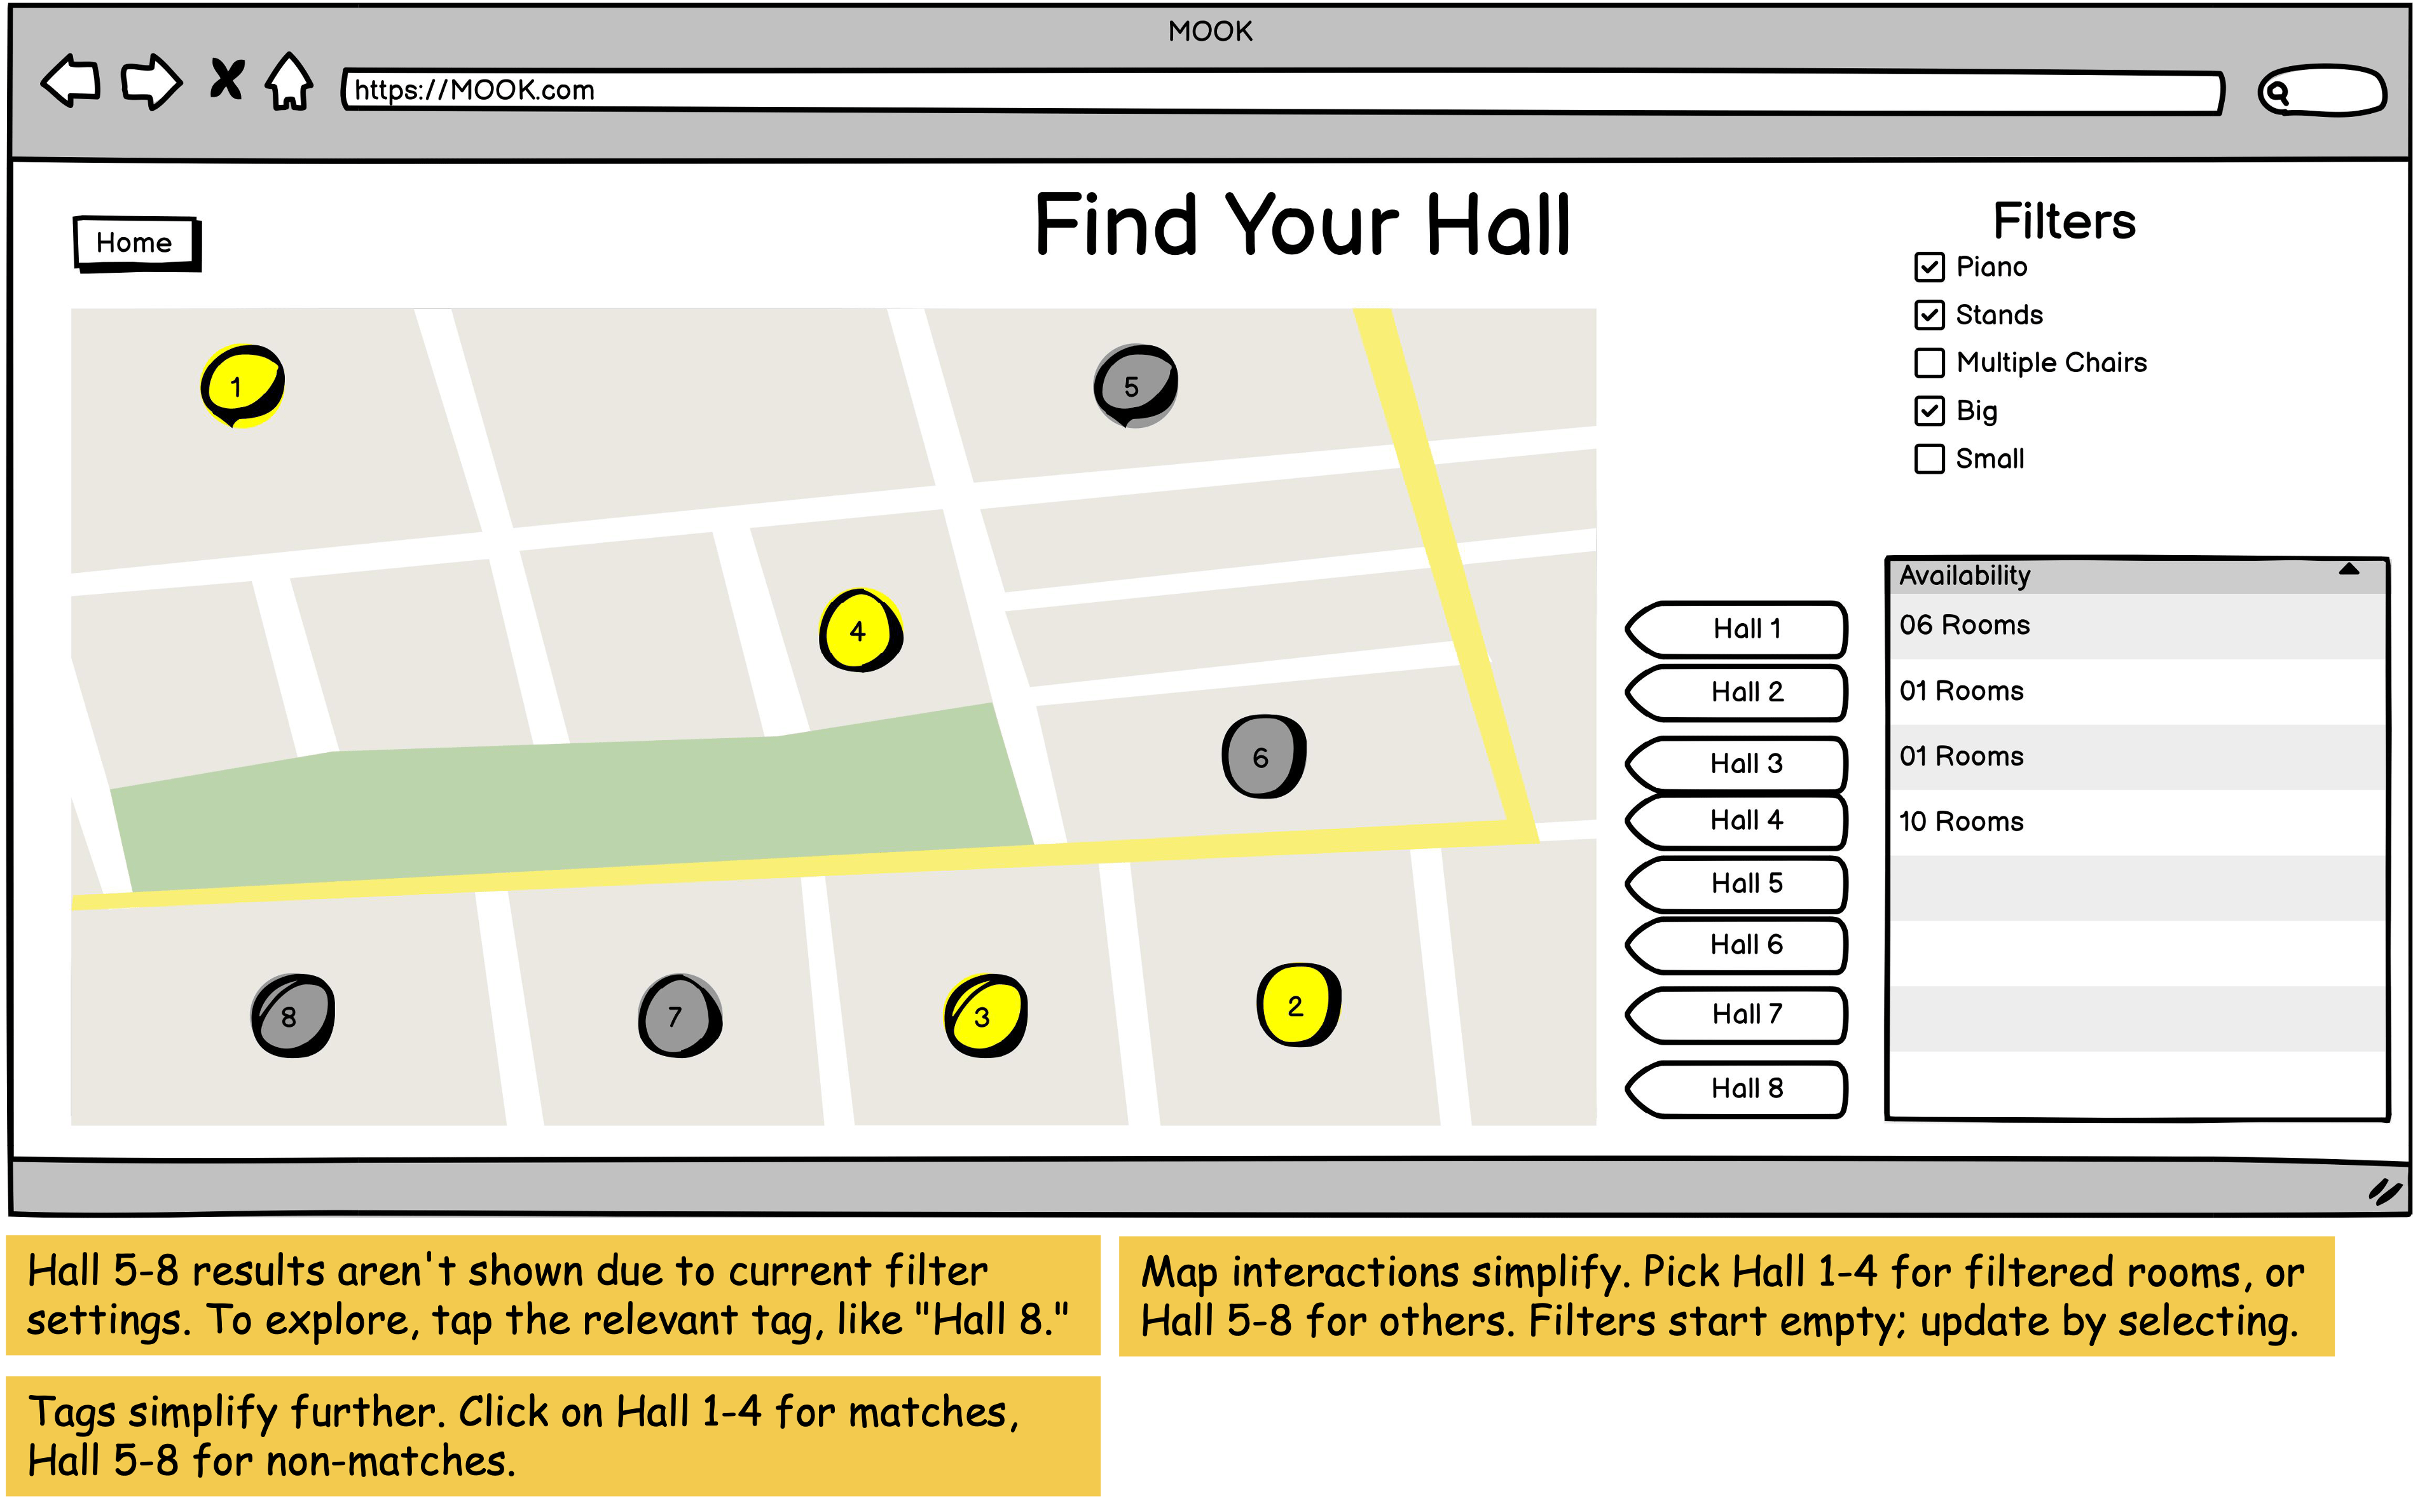 MOOK
https://MOOK.com
Home
Find Your Hall
Filters
Piano
Stands
Multiple Chairs
Big
Small
1
5
4
6
8
7
3
2
Hall 1
Hall 2
Hall 3
Hall 4
Hall 5
Hall 6
Hall 7
Hall 8
Availability
06 Rooms
01 Rooms
01 Rooms
10 Rooms
Hall 5-8 results aren't shown due to current filter
settings. To explore, tap the relevant tag, like "Hall 8."
Map interactions simplify. Pick Hall 1-4 for filtered rooms, or
Hall 5-8 for others. Filters start empty; update by selecting.
Tags simplify further. Click on Hall 1-4 for matches,
Hall 5-8 for non-matches.